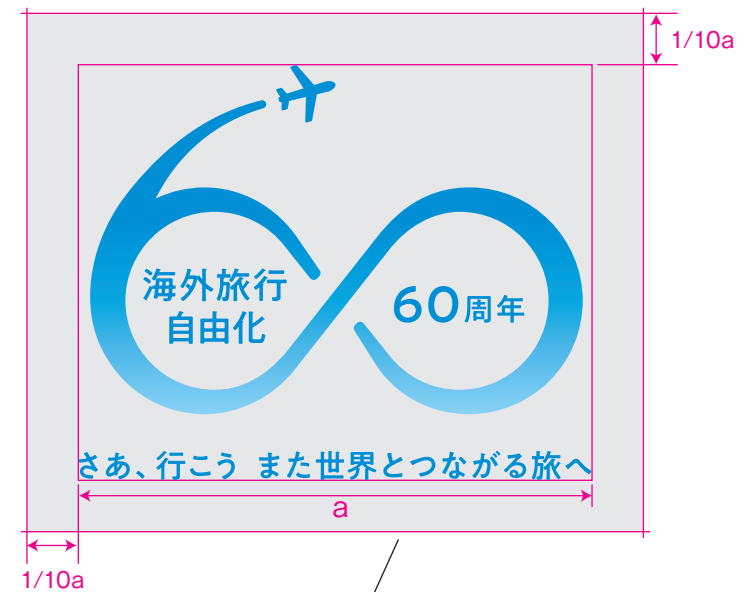 1/10a
海外旅行
自由化
60周年
さあ、行こう また世界とつながる旅へ
a
1/10a